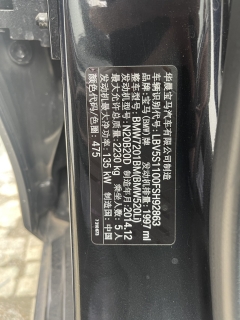 华晨宝马汽车有限公司制造
车辆识别代号: LBV5S1100FSH92863
品牌: 宝马 (BMW) 牌 发动机排量: 1997 ml
整车型号: BMW7201BM(BMW520Li)
发动机型号: N20B20D 制造年月: 2014.12
最大允许总质量: 2230 kg 乘坐人数: 5 人
发动机最大净功率: 135 kW 制造国: 中国
颜色代码/色漆: 475